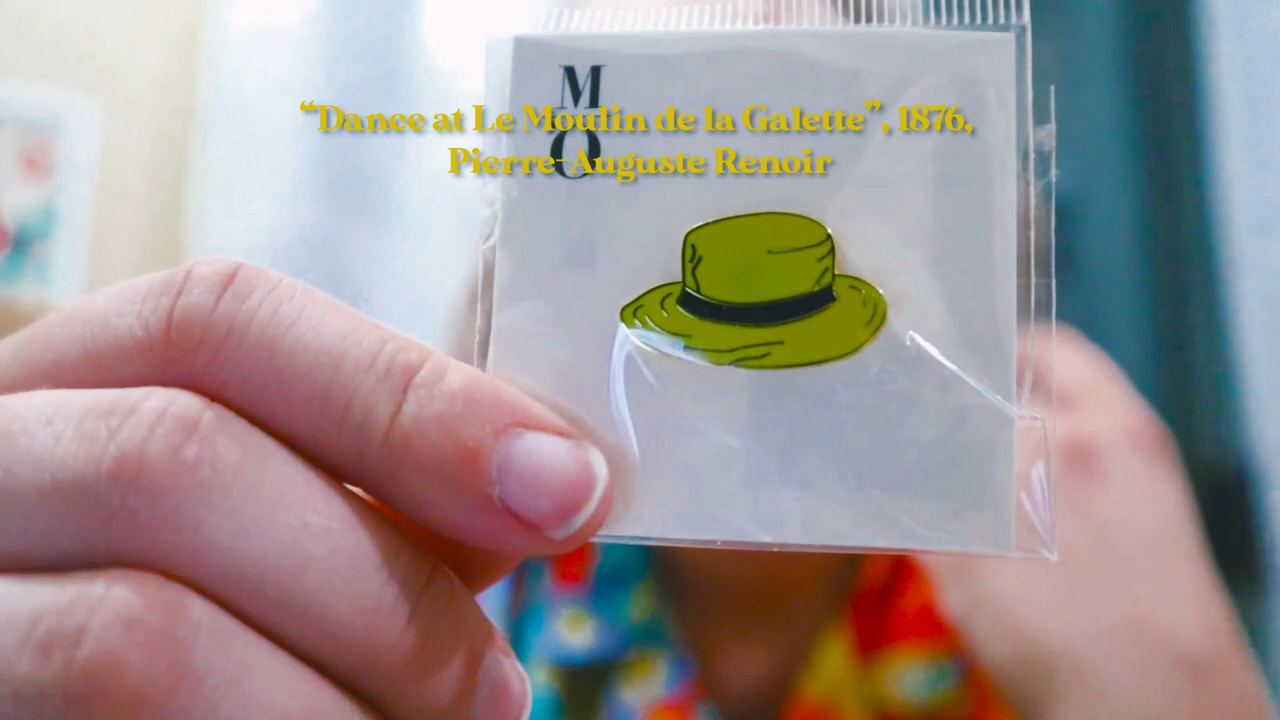 M
“Dance at Le Moulin de la Galette”, 1876,
O
Pierre-Auguste Renoir